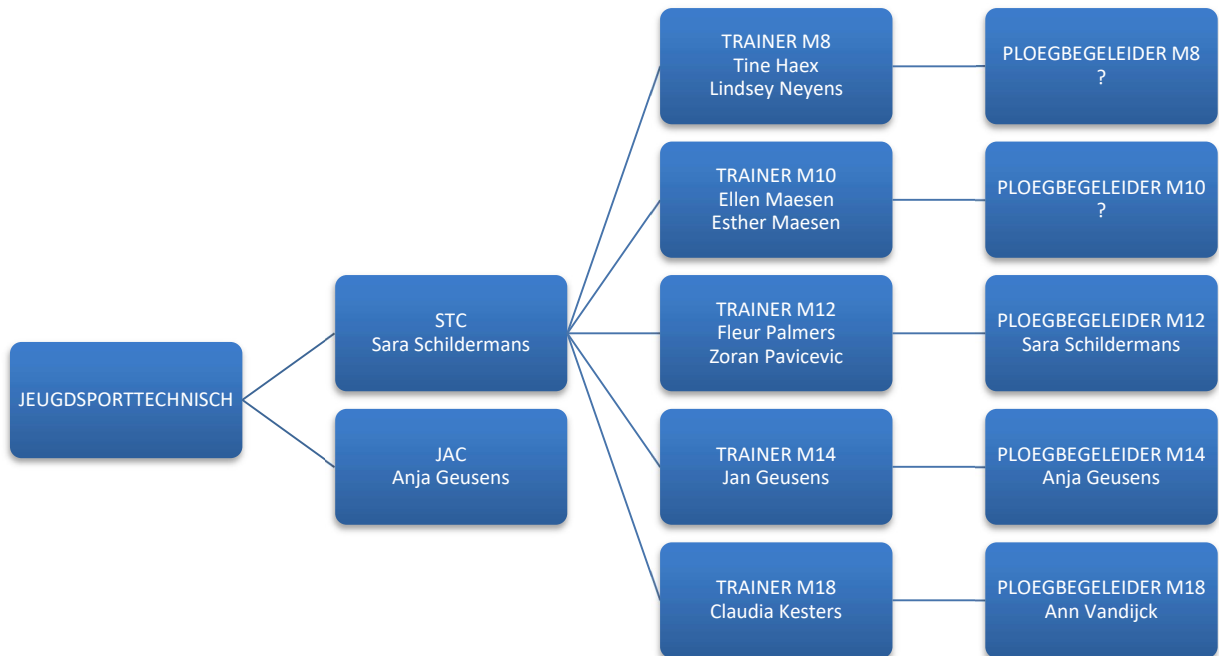 JEUGDSPORTTECHNISCH
STC
Sara Schildermans
JAC
Anja Geusens
TRAINER M8
Tine Haex
Lindsey Neyens
PLOEGBEGELEIDER M8
?
TRAINER M10
Ellen Maesen
Esther Maesen
PLOEGBEGELEIDER M10
?
TRAINER M12
Fleur Palmers
Zoran Pavicevic
PLOEGBEGELEIDER M12
Sara Schildermans
TRAINER M14
Jan Geusens
PLOEGBEGELEIDER M14
Anja Geusens
TRAINER M18
Claudia Kesters
PLOEGBEGELEIDER M18
Ann Vandijck